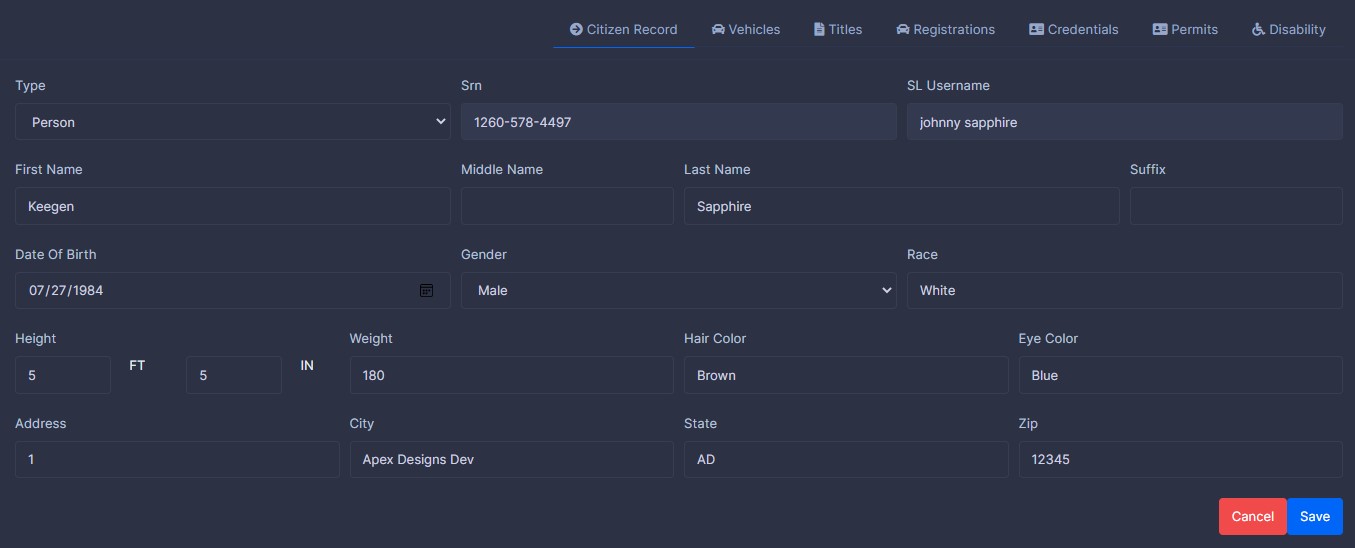 Citizen Record Vehicles Titles Registrations Credentials Permits Disability
Type Srn SL Username
Person 1260-578-4497 johnny sapphire
First Name Middle Name Last Name Suffix
Keegen Sapphire
Date Of Birth Gender Race
07/27/1984 Male White
Height Weight Hair Color Eye Color
5 FT 5 IN 180 Brown Blue
Address City State Zip
1 Apex Designs Dev AD 12345
Cancel Save